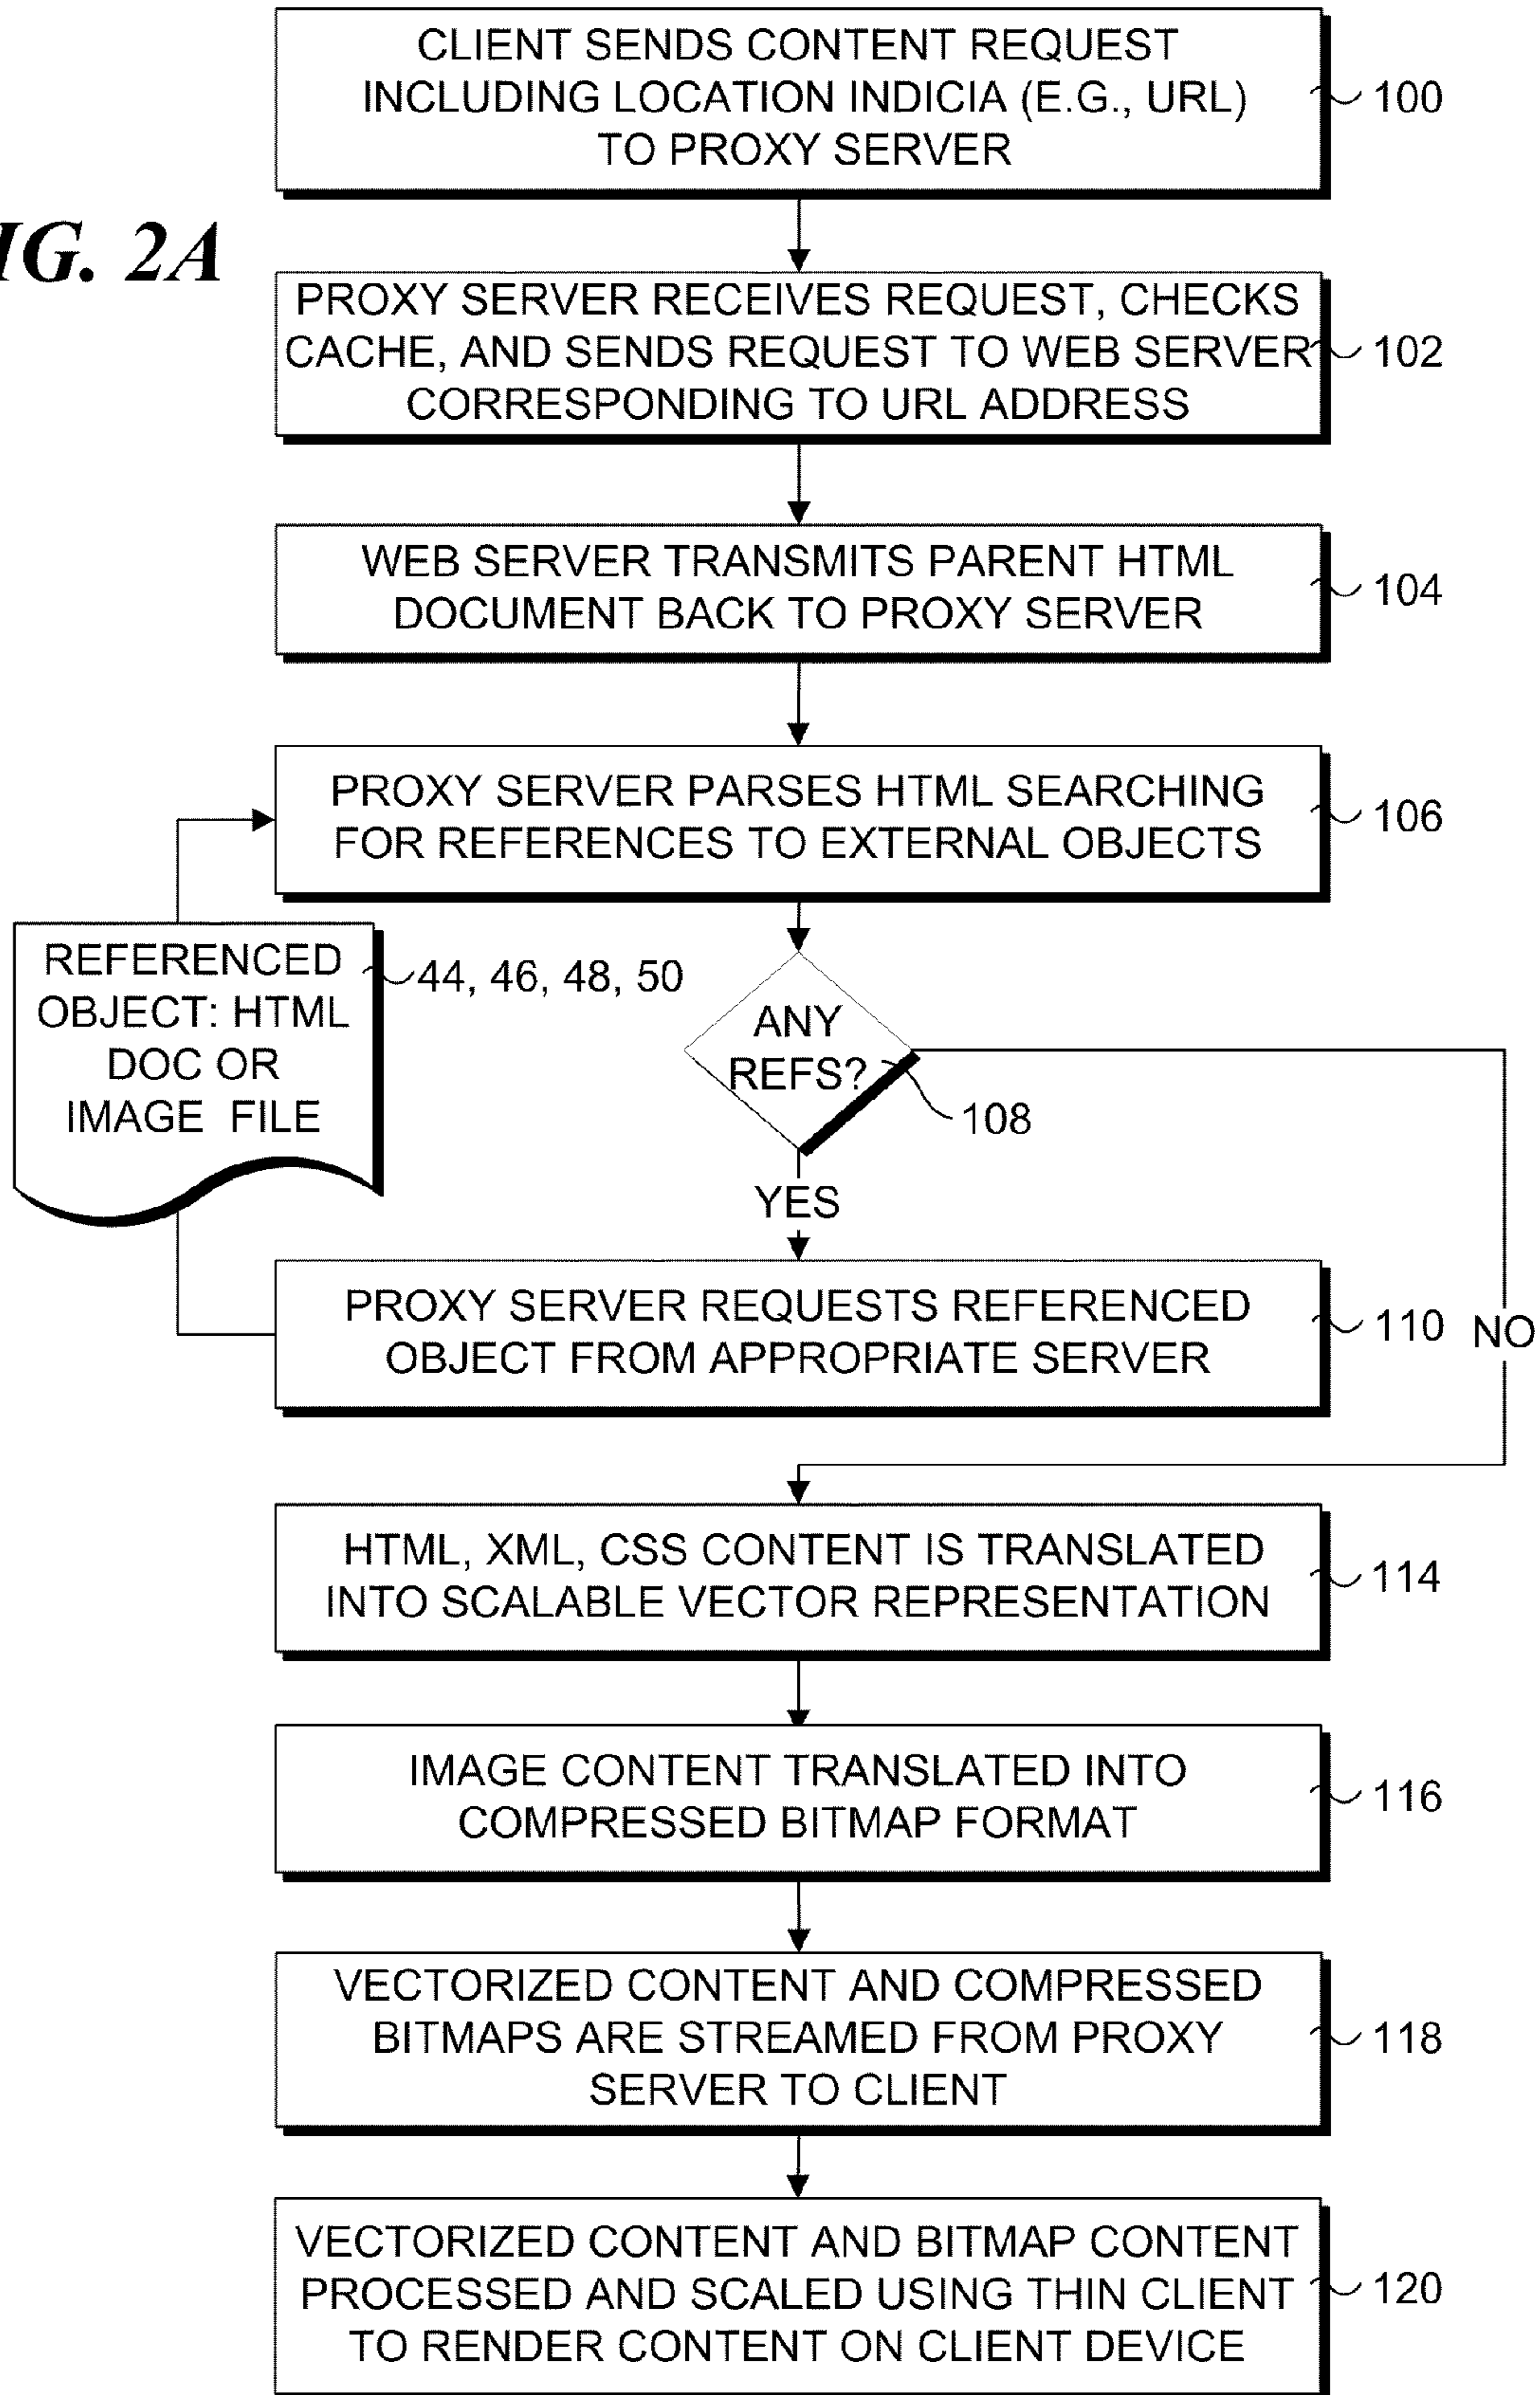 CLIENT SENDS CONTENT REQUEST
INCLUDING LOCATION INDICIA (E.G., URL)
TO PROXY SERVER
100
IG. 2A
PROXY SERVER RECEIVES REQUEST, CHECKS
CACHE, AND SENDS REQUEST TO WEB SERVER
CORRESPONDING TO URL ADDRESS
102
WEB SERVER TRANSMITS PARENT HTML
DOCUMENT BACK TO PROXY SERVER
104
PROXY SERVER PARSES HTML SEARCHING
FOR REFERENCES TO EXTERNAL OBJECTS
106
REFERENCED
OBJECT: HTML
DOC OR
IMAGE FILE
44, 46, 48, 50
ANY
REFS?
108
YES
PROXY SERVER REQUESTS REFERENCED
OBJECT FROM APPROPRIATE SERVER
110
NO
HTML, XML, CSS CONTENT IS TRANSLATED
INTO SCALABLE VECTOR REPRESENTATION
114
IMAGE CONTENT TRANSLATED INTO
COMPRESSED BITMAP FORMAT
116
VECTORIZED CONTENT AND COMPRESSED
BITMAPS ARE STREAMED FROM PROXY
SERVER TO CLIENT
118
VECTORIZED CONTENT AND BITMAP CONTENT
PROCESSED AND SCALED USING THIN CLIENT
TO RENDER CONTENT ON CLIENT DEVICE
120